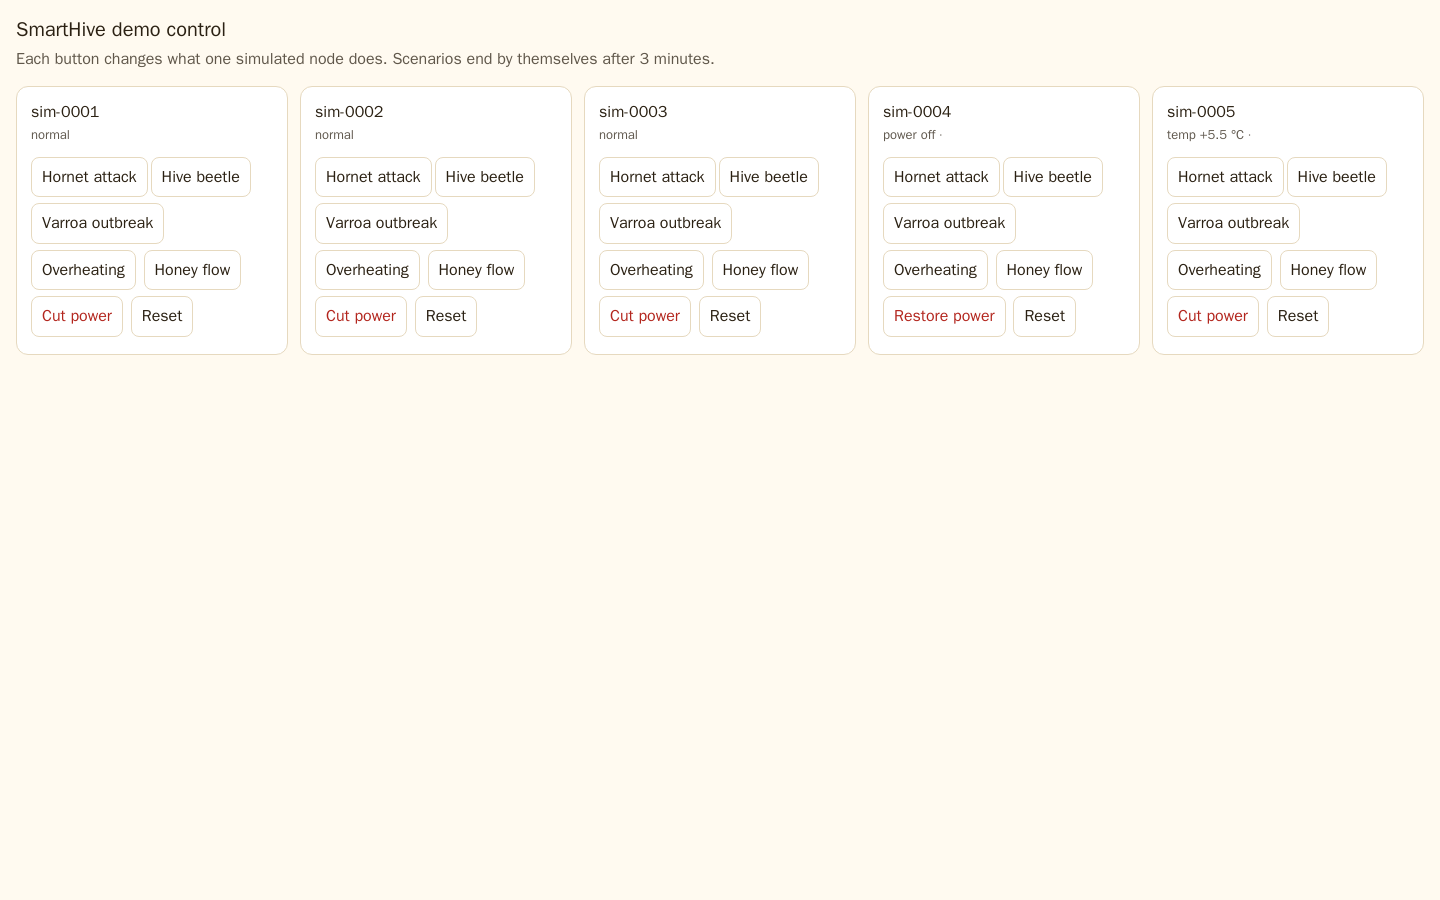 SmartHive demo control
Each button changes what one simulated node does. Scenarios end by themselves after 3 minutes.
sim-0001
normal
Hornet attack Hive beetle
Varroa outbreak
Overheating Honey flow
Cut power Reset
sim-0002
normal
Hornet attack Hive beetle
Varroa outbreak
Overheating Honey flow
Cut power Reset
sim-0003
normal
Hornet attack Hive beetle
Varroa outbreak
Overheating Honey flow
Cut power Reset
sim-0004
power off ·
Hornet attack Hive beetle
Varroa outbreak
Overheating Honey flow
Restore power Reset
sim-0005
temp +5.5 °C ·
Hornet attack Hive beetle
Varroa outbreak
Overheating Honey flow
Cut power Reset